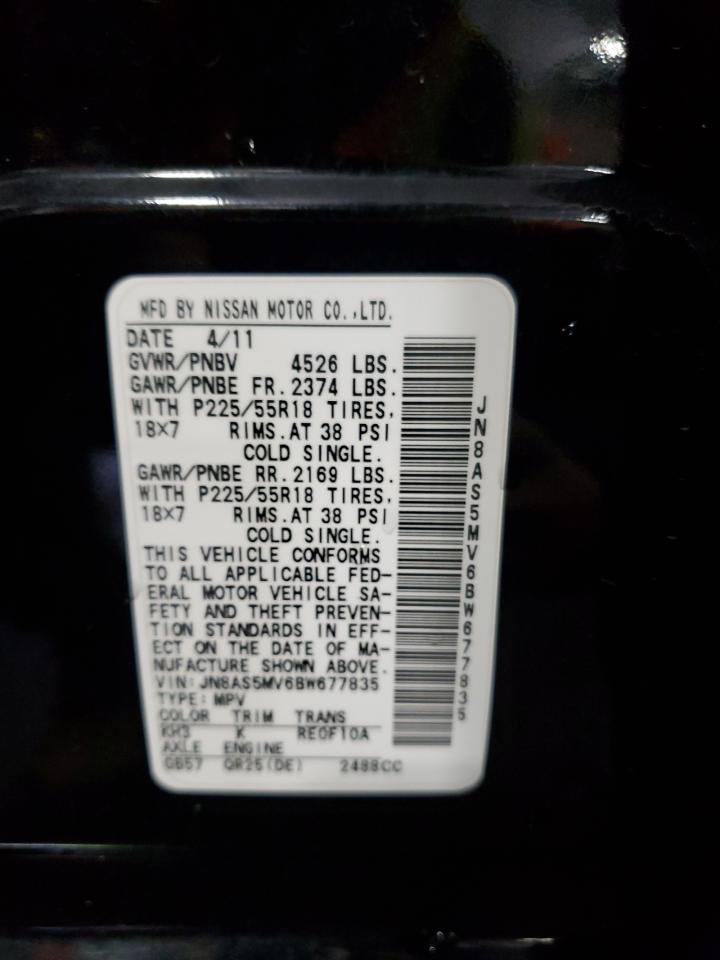 MFD BY NISSAN MOTOR CO.,LTD.
DATE 4/11
GVWR/PNBV 4526 LBS.
GAWR/PNBE FR. 2374 LBS.
WITH P225/55R18 TIRES,
18×7 RIMS.AT 38 PSI
COLD SINGLE.
GAWR/PNBE RR. 2169 LBS.
WITH P225/55R18 TIRES,
18×7 RIMS.AT 38 PSI
COLD SINGLE.
THIS VEHICLE CONFORMS
TO ALL APPLICABLE FED-
ERAL MOTOR VEHICLE SA-
FETY AND THEFT PREVEN-
TION STANDARDS IN EFF-
ECT ON THE DATE OF MA-
NUFACTURE SHOWN ABOVE.
VIN: JN8AS5MV6BW677835
TYPE: MPV
COLOR TRIM TRANS
KH3 K RE0F10A
AXLE ENGINE
GB57 QR25(DE) 2488CC
JN8AS5MV6BW677835